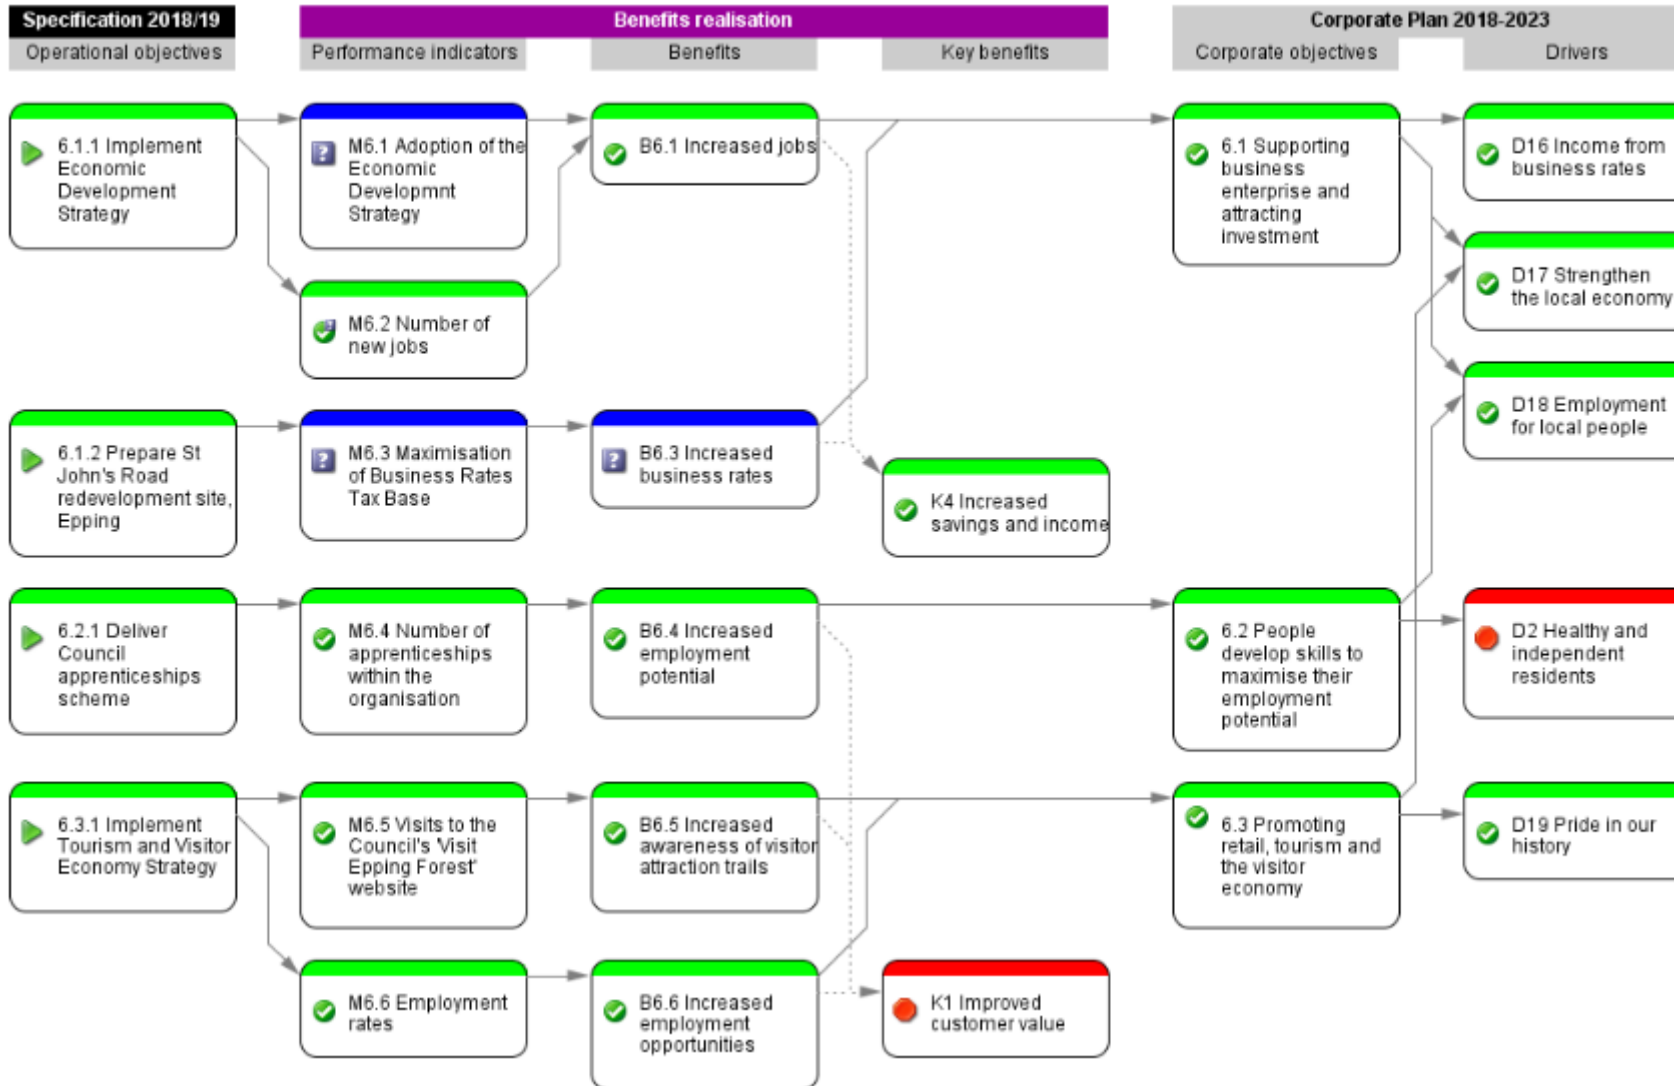 Specification 2018/19
Benefits realisation
Corporate Plan 2018-2023
Operational objectives
Performance indicators
Benefits
Key benefits
Corporate objectives
Drivers
6.1.1 Implement
Economic
Development
Strategy
M6.1 Adoption of the
Economic
Developmnt
Strategy
B6.1 Increased jobs
6.1 Supporting
business
enterprise and
attracting
investment
D16 Income from
business rates
M6.2 Number of
new jobs
D17 Strengthen
the local economy
D18 Employment
for local people
6.1.2 Prepare St
John's Road
redevelopment site,
Epping
M6.3 Maximisation
of Business Rates
Tax Base
B6.3 Increased
business rates
K4 Increased
savings and income
6.2.1 Deliver
Council
apprenticeships
scheme
M6.4 Number of
apprenticeships
within the
organisation
B6.4 Increased
employment
potential
6.2 People
develop skills to
maximise their
employment
potential
D2 Healthy and
independent
residents
6.3.1 Implement
Tourism and Visitor
Economy Strategy
M6.5 Visits to the
Council's 'Visit
Epping Forest'
website
B6.5 Increased
awareness of visitor
attraction trails
6.3 Promoting
retail, tourism and
the visitor
economy
D19 Pride in our
history
M6.6 Employment
rates
B6.6 Increased
employment
opportunities
K1 Improved
customer value